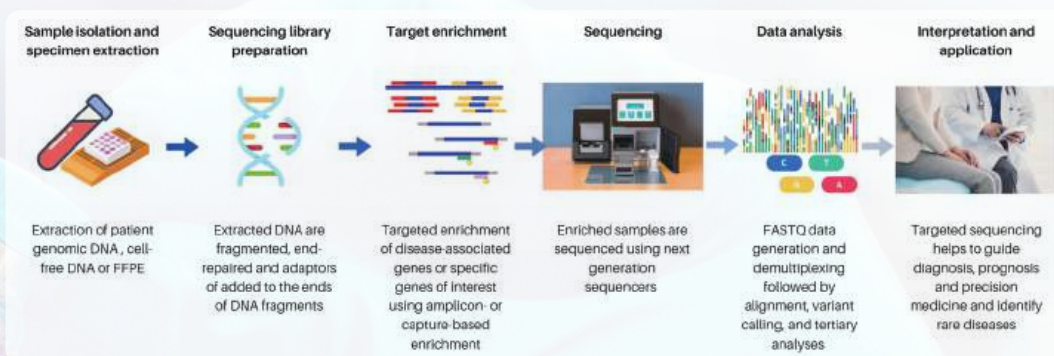 Sample isolation and
specimen extraction
Extraction of patient
genomic DNA , cell-
free DNA or FFPE
Sequencing library
preparation
Extracted DNA are
fragmented, end-
repaired and adaptors
of added to the ends
of DNA fragments
Target enrichment
Targeted enrichment
of disease-associated
genes or specific
genes of interest
using amplicon- or
capture-based
enrichment
Sequencing
Enriched samples are
sequenced using next
generation
sequencers
Data analysis
C T
G A
FASTQ data
generation and
demultiplexing
followed by
alignment, variant
calling, and tertiary
analyses
Interpretation and
application
Targeted sequencing
helps to guide
diagnosis, prognosis
and precision
medicine and identify
rare diseases